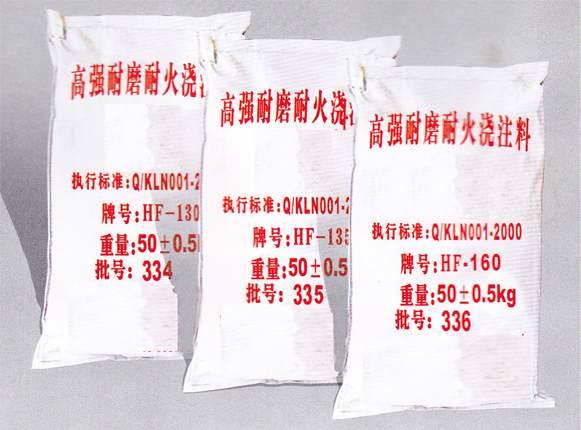 高强耐磨耐火浇
执行标准:Q/KLN001-2
牌号:HF-130
重量:50±0.5
批号:334
高强耐磨耐火浇注
执行标准:Q/KLN001-2
牌号:HF-135
重量:50±0.5
批号:335
高强耐磨耐火浇注料
执行标准:Q/KLN001-2000
牌号:HF-160
重量:50±0.5kg
批号:336